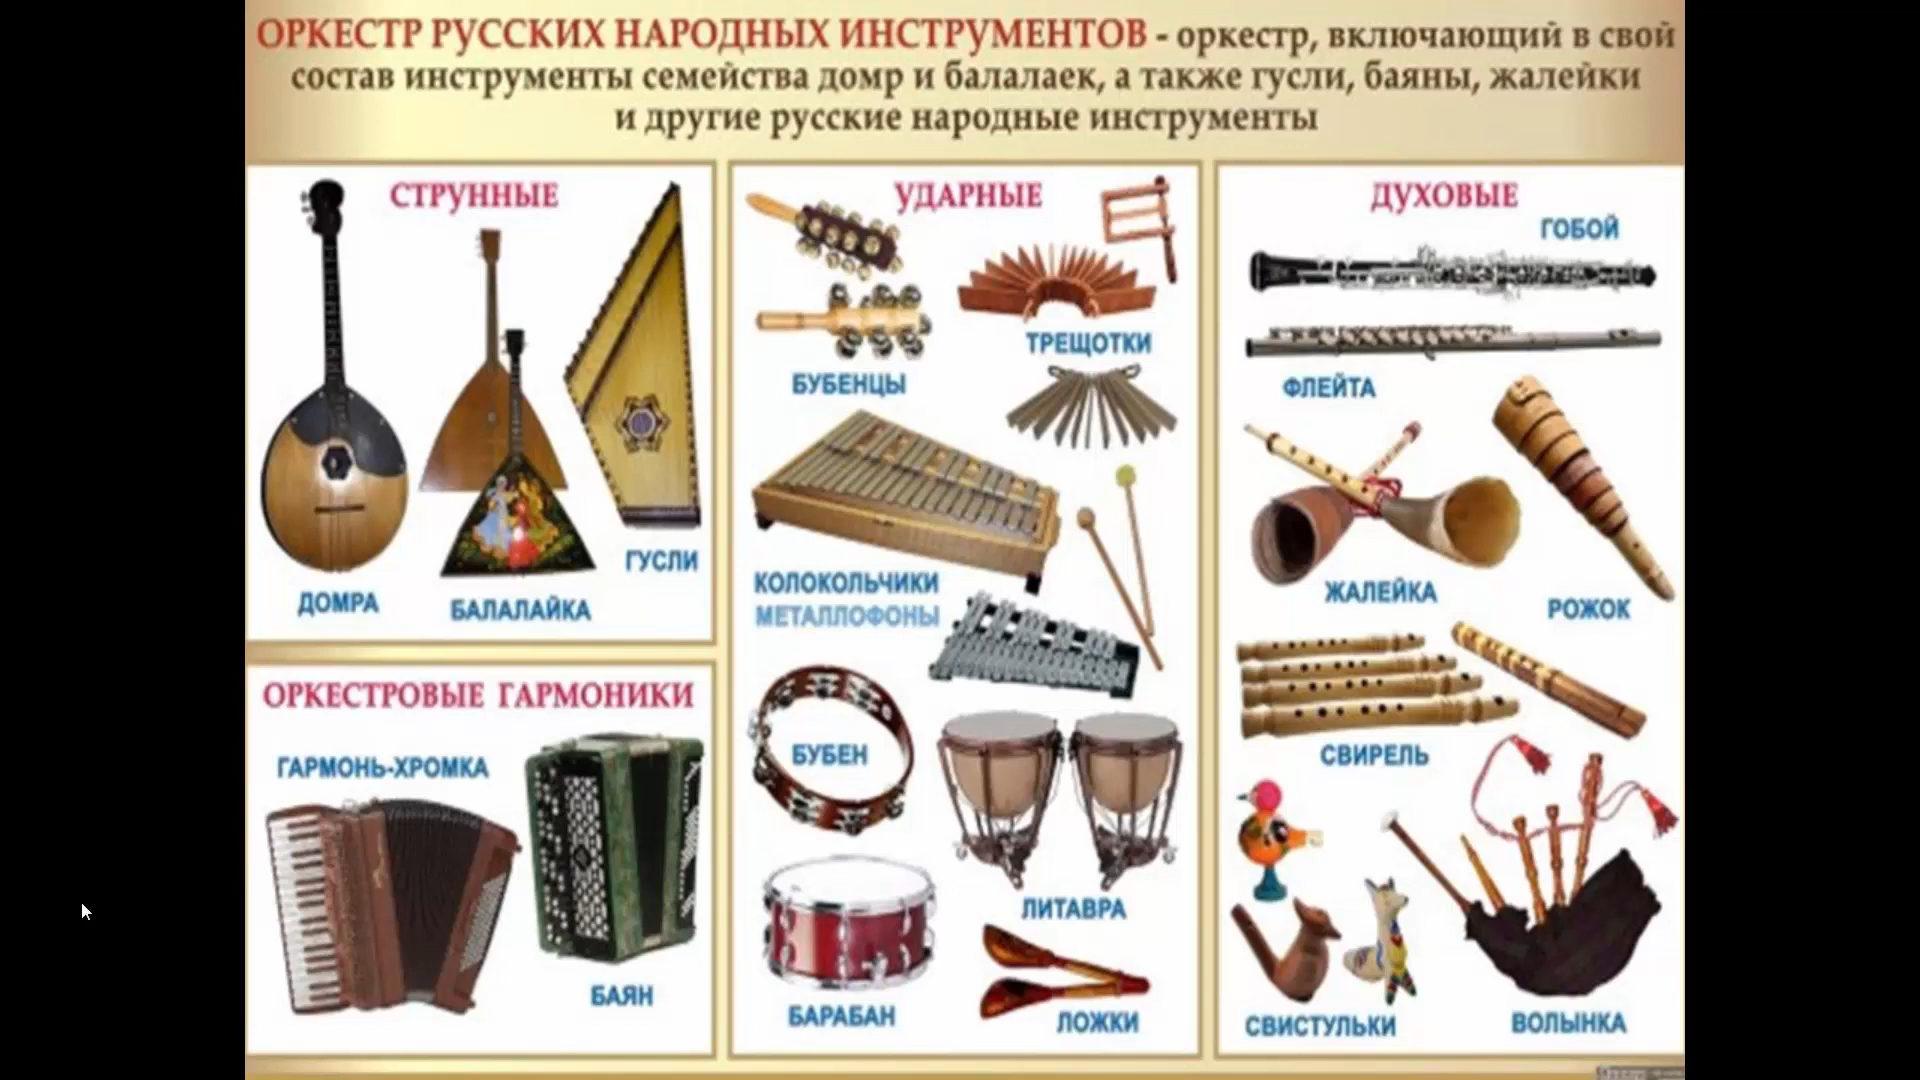 ОРКЕСТР РУССКИХ НАРОДНЫХ ИНСТРУМЕНТОВ - оркестр, включающий в свой
состав инструменты семейства домр и балалаек, а также гусли, баяны, жалейки
и другие русские народные инструменты
СТРУННЫЕ
ДОМРА
БАЛАЛАЙКА
ГУСЛИ
ОРКЕСТРОВЫЕ ГАРМОНИКИ
ГАРМОНЬ-ХРОМКА
БАЯН
УДАРНЫЕ
ТРЕЩОТКИ
БУБЕНЦЫ
КОЛОКОЛЬЧИКИ
МЕТАЛЛОФОНЫ
БУБЕН
ЛИТАВРА
БАРАБАН
ЛОЖКИ
ДУХОВЫЕ
ГОБОЙ
ФЛЕЙТА
ЖАЛЕЙКА
РОЖОК
СВИРЕЛЬ
СВИСТУЛЬКИ
ВОЛЫНКА